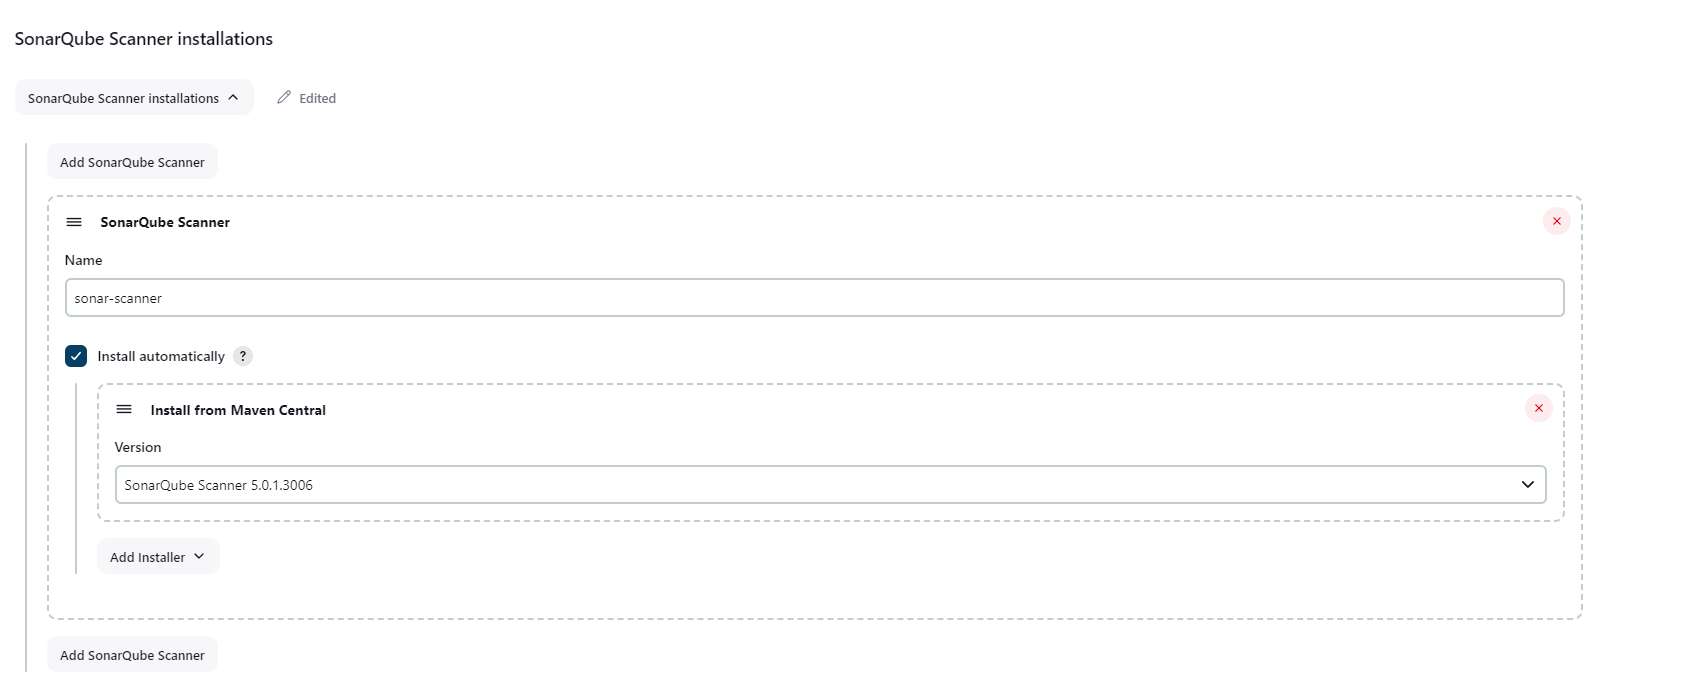 SonarQube Scanner installations
SonarQube Scanner installations Edited
Add SonarQube Scanner
SonarQube Scanner
Name
sonar-scanner
Install automatically ?
Install from Maven Central
Version
SonarQube Scanner 5.0.1.3006
Add Installer
Add SonarQube Scanner